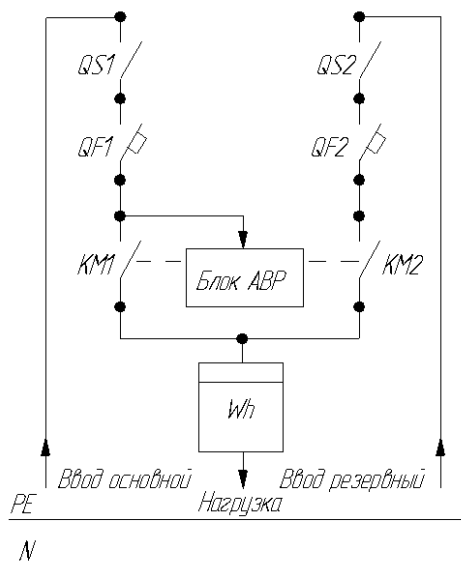 QS1
QS2
QF1
QF2
KM1
Блок АВР
KM2
Wh
Ввод основной
Ввод резервный
PE
Нагрузка
N